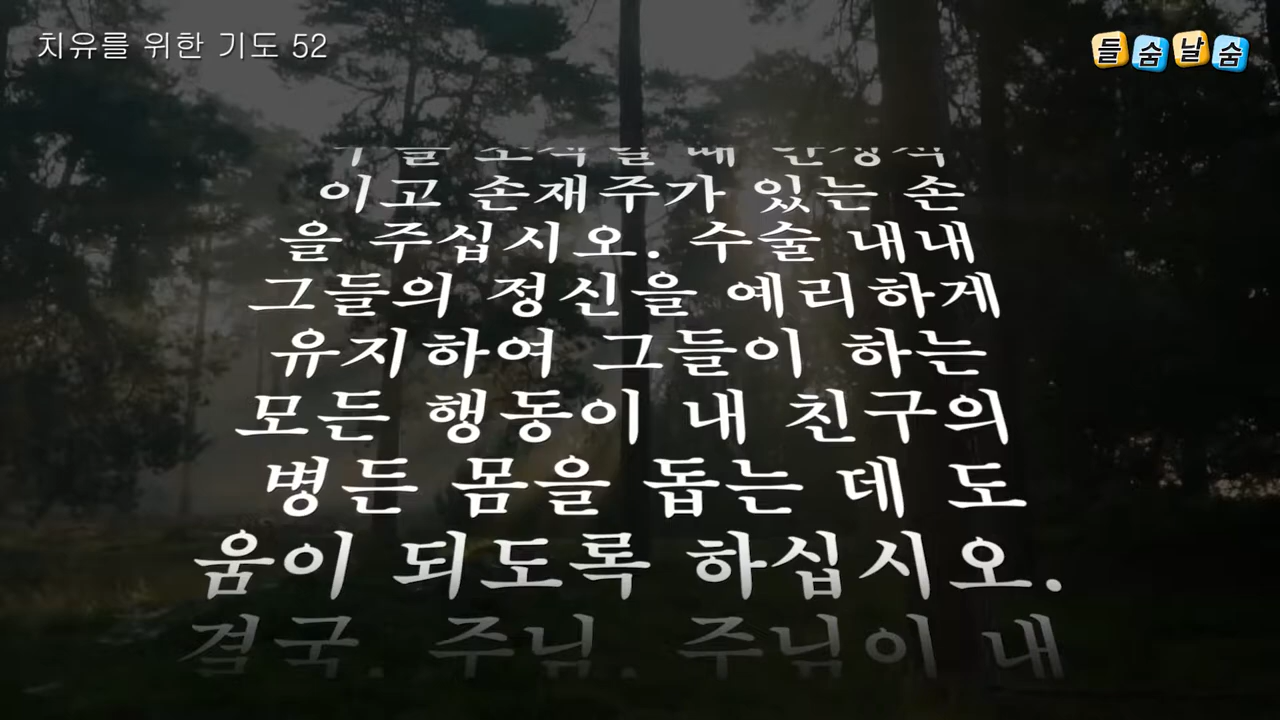 치유를 위한 기도 52
들숨날숨
이고 손재주가 있는 손
을 주십시오. 수술 내내
그들의 정신을 예리하게
유지하여 그들이 하는
모든 행동이 내 친구의
병든 몸을 돕는 데 도
움이 되도록 하십시오.
결국, 주님, 주님이 내